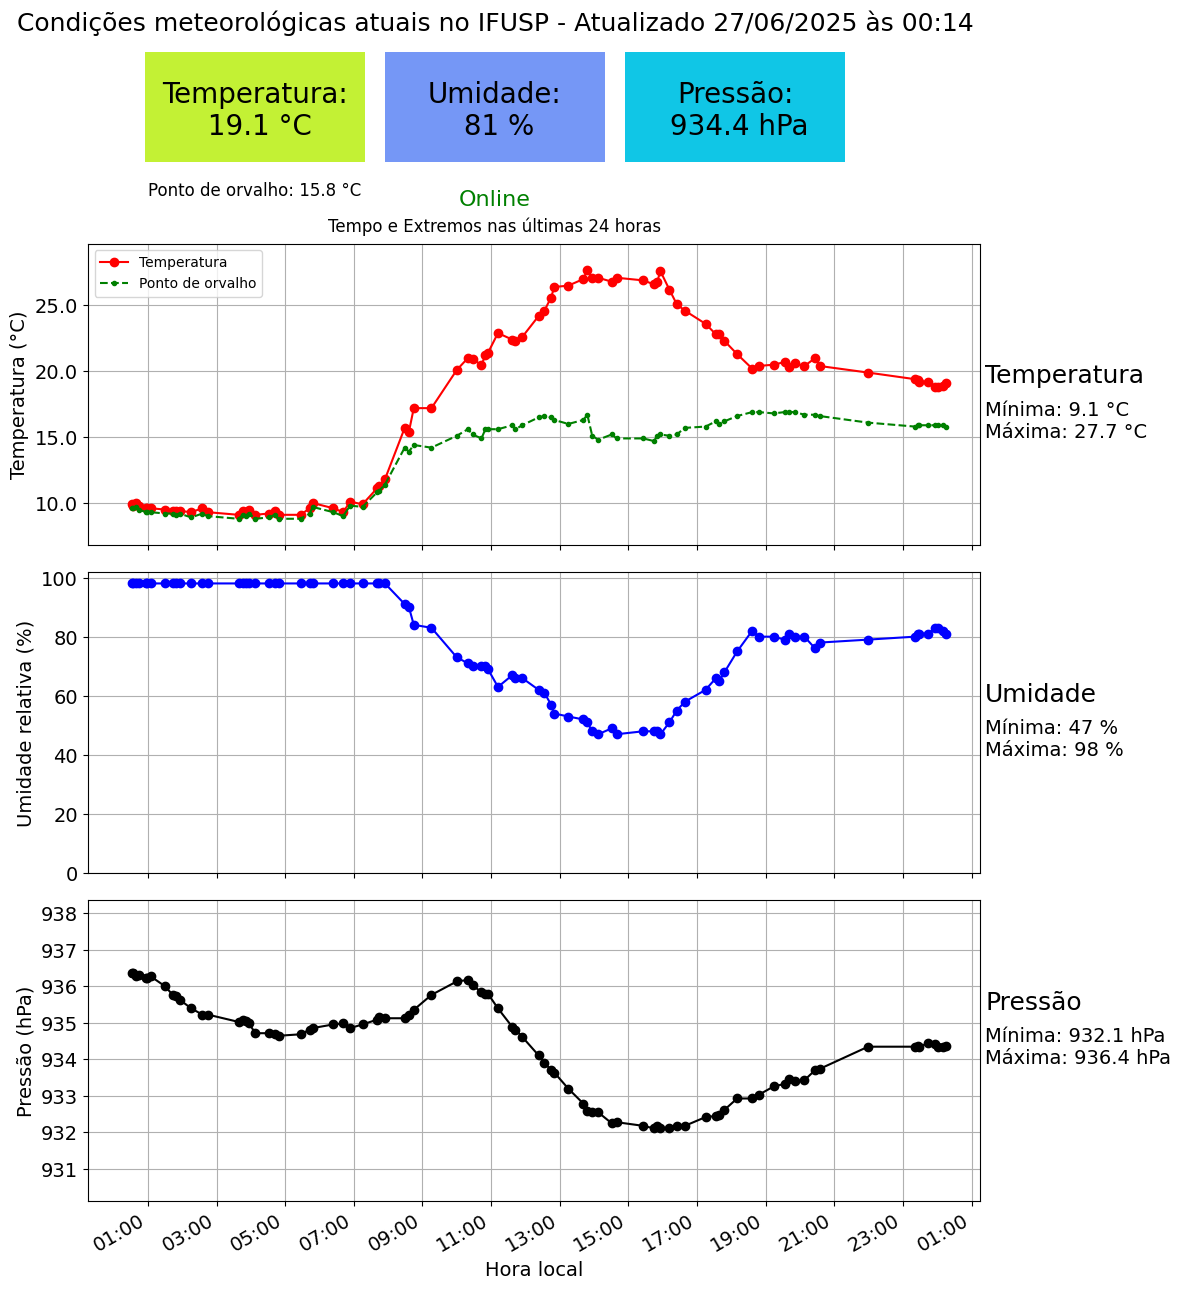 Condições meteorológicas atuais no IFUSP - Atualizado 27/06/2025 às 00:14
Temperatura:
19.1 °C
Umidade:
81 %
Pressão:
934.4 hPa
Ponto de orvalho: 15.8 °C
Online
Tempo e Extremos nas últimas 24 horas
Temperatura
Ponto de orvalho
Temperatura (°C)
25.0
20.0
15.0
10.0
Temperatura
Mínima: 9.1 °C
Máxima: 27.7 °C
Umidade relativa (%)
100
80
60
40
20
0
Umidade
Mínima: 47 %
Máxima: 98 %
Pressão (hPa)
938
937
936
935
934
933
932
931
Pressão
Mínima: 932.1 hPa
Máxima: 936.4 hPa
01:00 03:00 05:00 07:00 09:00 11:00 13:00 15:00 17:00 19:00 21:00 23:00 01:00
Hora local